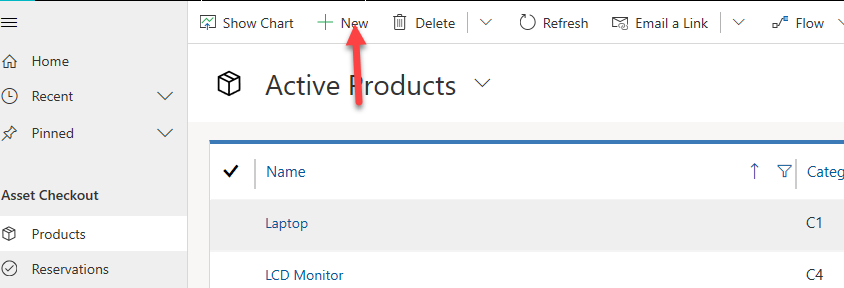 Show Chart New Delete Refresh Email a Link Flow
Home
Active Products
Recent
Pinned
Name Categ
Asset Checkout
Laptop C1
Products
Reservations
LCD Monitor C4